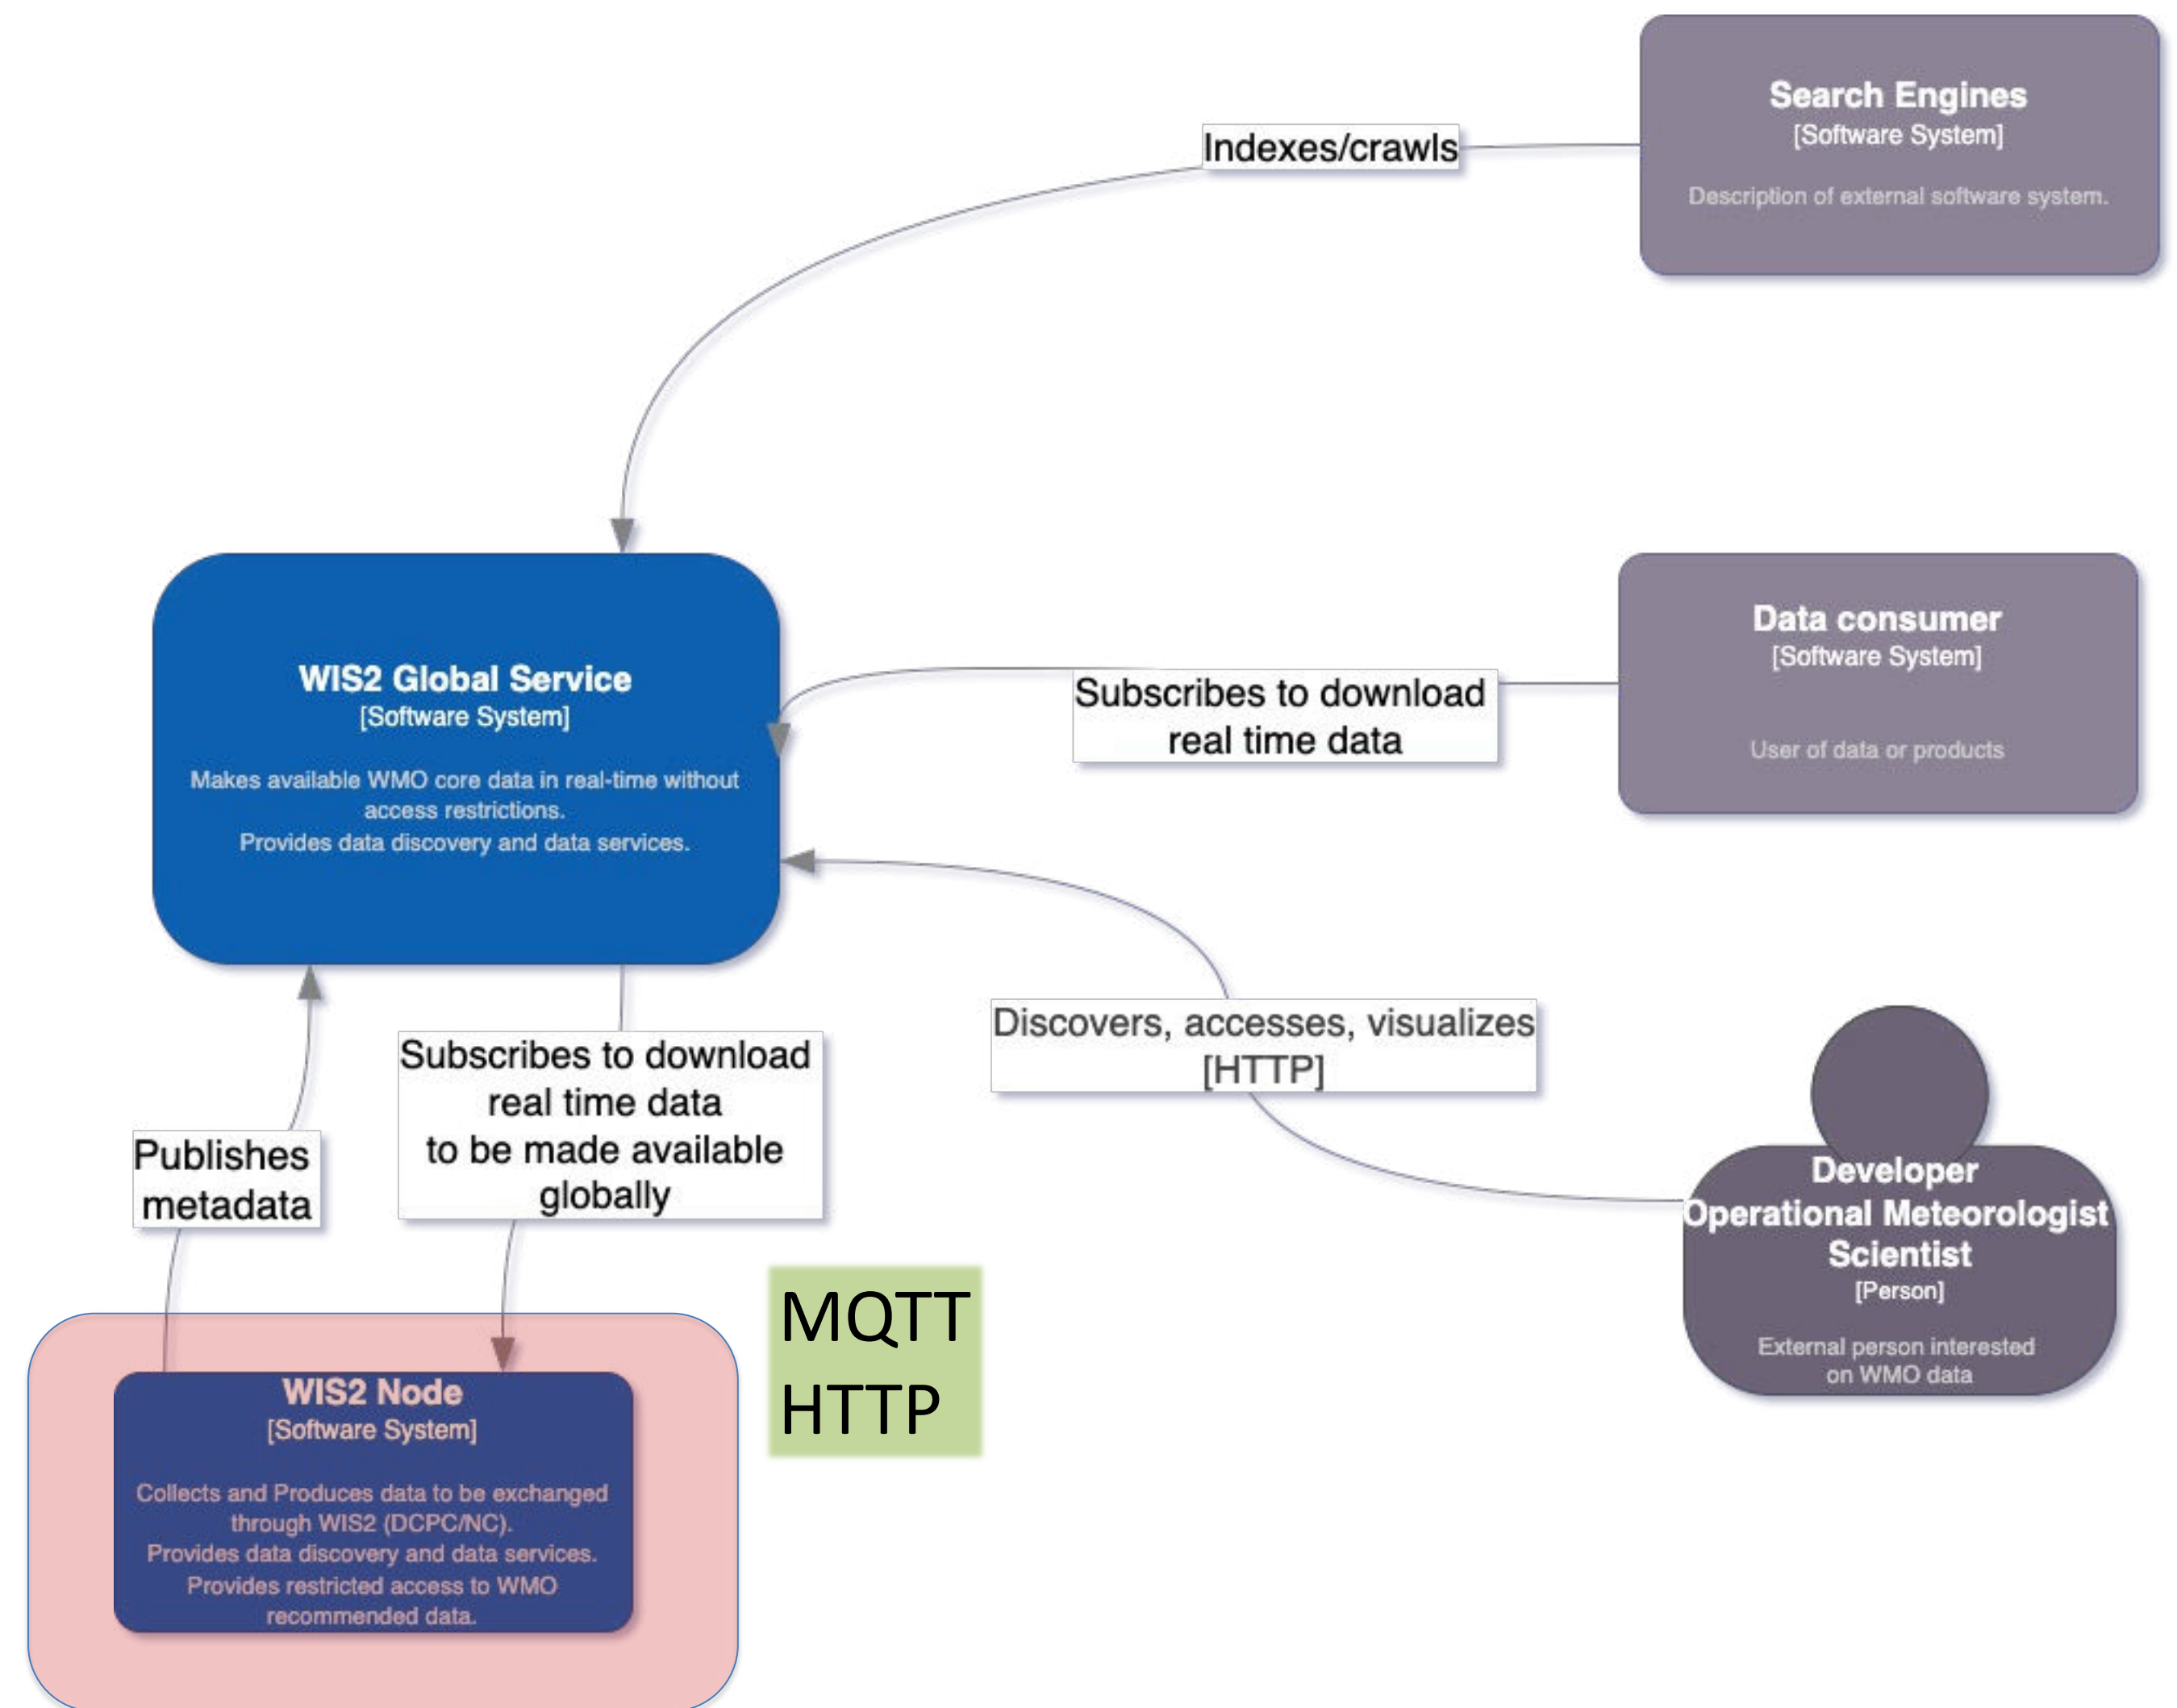 Search Engines
[Software System]
Description of external software system.
Indexes/crawls
WIS2 Global Service
[Software System]
Makes available WMO core data in real-time without
access restrictions.
Provides data discovery and data services.
Subscribes to download
real time data
Data consumer
[Software System]
User of data or products
Discovers, accesses, visualizes
[HTTP]
Developer
Operational Meteorologist
Scientist
[Person]
External person interested
on WMO data
Publishes
metadata
Subscribes to download
real time data
to be made available
globally
MQTT
HTTP
WIS2 Node
[Software System]
Collects and Produces data to be exchanged
through WIS2 (DCPC/NC).
Provides data discovery and data services.
Provides restricted access to WMO
recommended data.